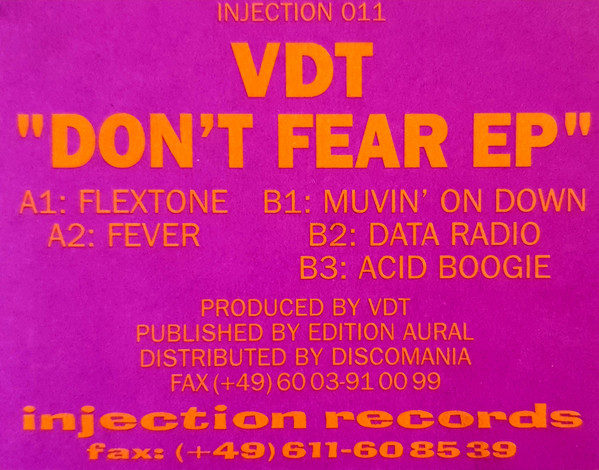 INJECTION 011
VDT
"DON'T FEAR EP"
A1: FLEXTONE B1: MUVIN' ON DOWN
A2: FEVER B2: DATA RADIO
B3: ACID BOOGIE
PRODUCED BY VDT
PUBLISHED BY EDITION AURAL
DISTRIBUTED BY DISCOMANIA
FAX (+49) 60 03-91 00 99
injection records
fax: (+49) 611-60 85 39